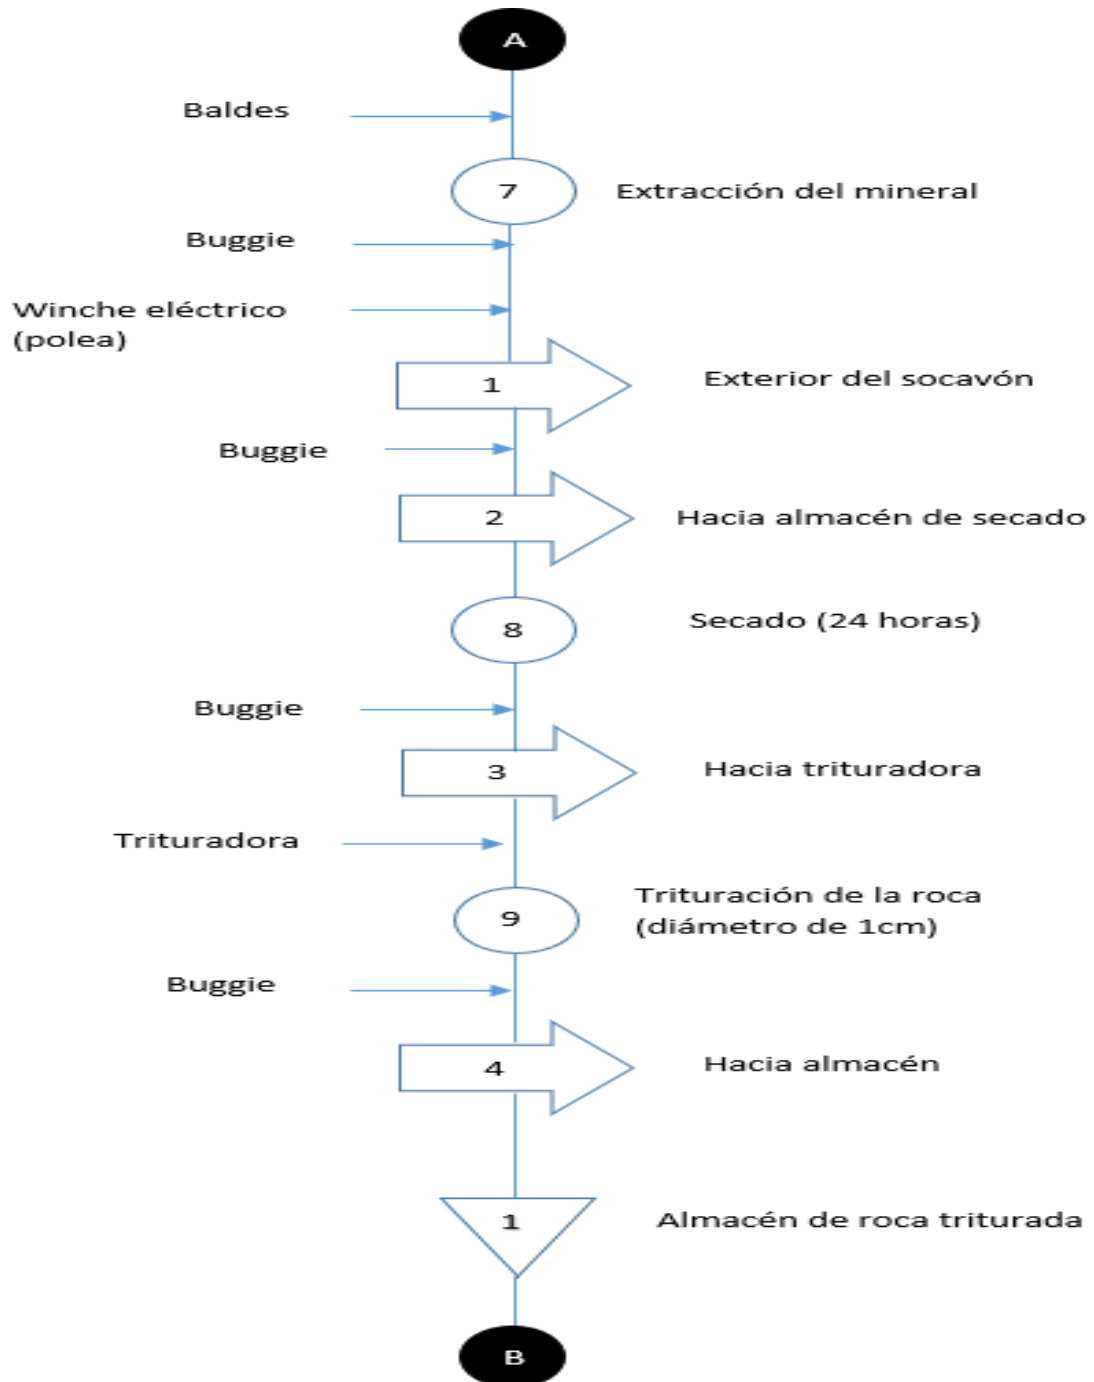 A
Baldes
7
Extracción del mineral
Buggie
Winche eléctrico
(polea)
1
Exterior del socavón
Buggie
2
Hacia almacén de secado
8
Secado (24 horas)
Buggie
3
Hacia trituradora
Trituradora
9
Trituración de la roca
(diámetro de 1cm)
Buggie
4
Hacia almacén
1
Almacén de roca triturada
B